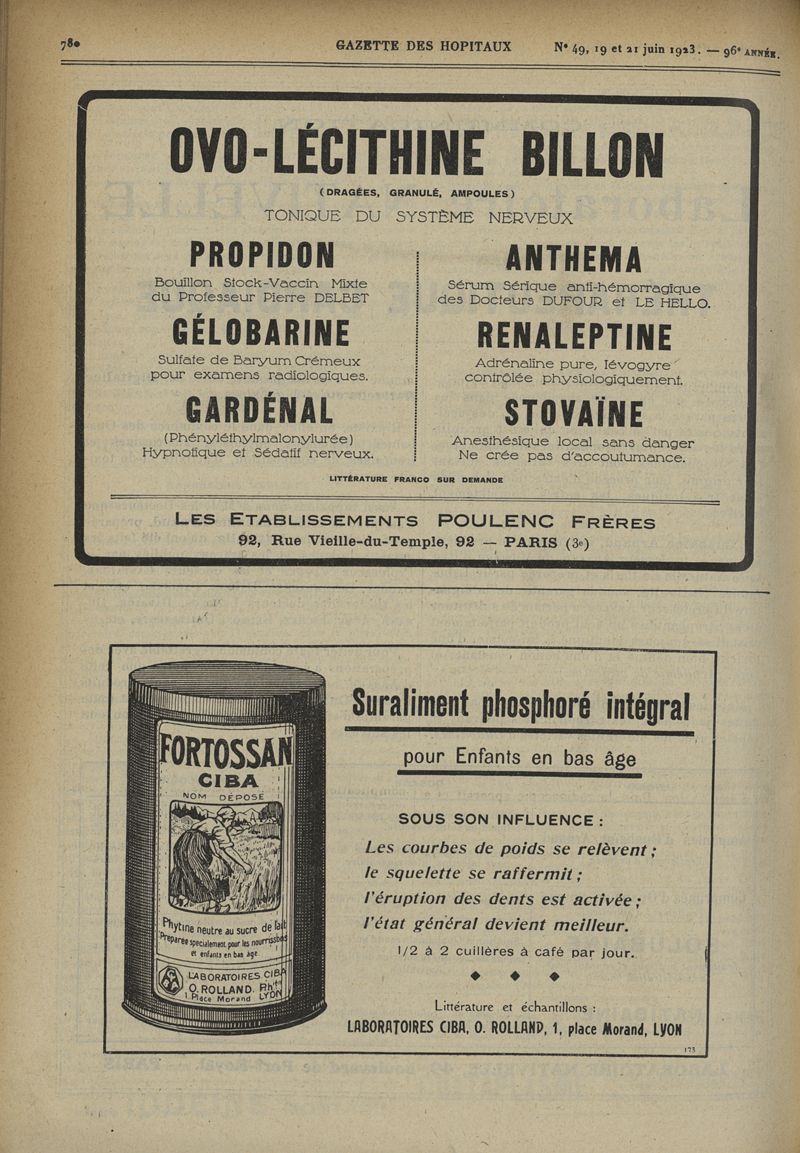 780 GAZETTE DES HOPITAUX N° 49, 19 et 21 juin 1923. — 96e ANNÉE.
OVO-LÉCITHINE BILLON
(DRAGÉES, GRANULÉ, AMPOULES)
TONIQUE DU SYSTÈME NERVEUX
PROPIDON
Bouillon Stock-Vaccin Mixte
du Professeur Pierre DELBET
GÉLOBARINE
Sulfate de Baryum Crémeux
pour examens radiologiques.
GARDÉNAL
(Phényléthylmalonylurée)
Hypnotique et Sédatif nerveux.
ANTHEMA
Sérum Sérique anti-hémorragique
des Docteurs DUFOUR et LE HELLO.
RENALEPTINE
Adrénaline pure, lévogyre
contrôlée physiologiquement.
STOVAÏNE
Anesthésique local sans danger
Ne crée pas d'accoutumance.
LITTÉRATURE FRANCO SUR DEMANDE
LES ETABLISSEMENTS POULENC FRÈRES
92, Rue Vieille-du-Temple, 92 — PARIS (3e)
FORTOSSAN
CIBA
NOM DÉPOSÉ
Phytine neutre au sucre de lait
Préparée spécialement pour les nourrissons
et enfants en bas age
LABORATOIRES CIBA
O. ROLLAND. Phien
1 Place Morand LYON
Suraliment phosphoré intégral
pour Enfants en bas âge
SOUS SON INFLUENCE :
Les courbes de poids se relèvent ;
le squelette se raffermit ;
l'éruption des dents est activée ;
l'état général devient meilleur.
1/2 à 2 cuillères à café par jour.
Littérature et échantillons :
LABORATOIRES CIBA, O. ROLLAND, 1, place Morand, LYON
173